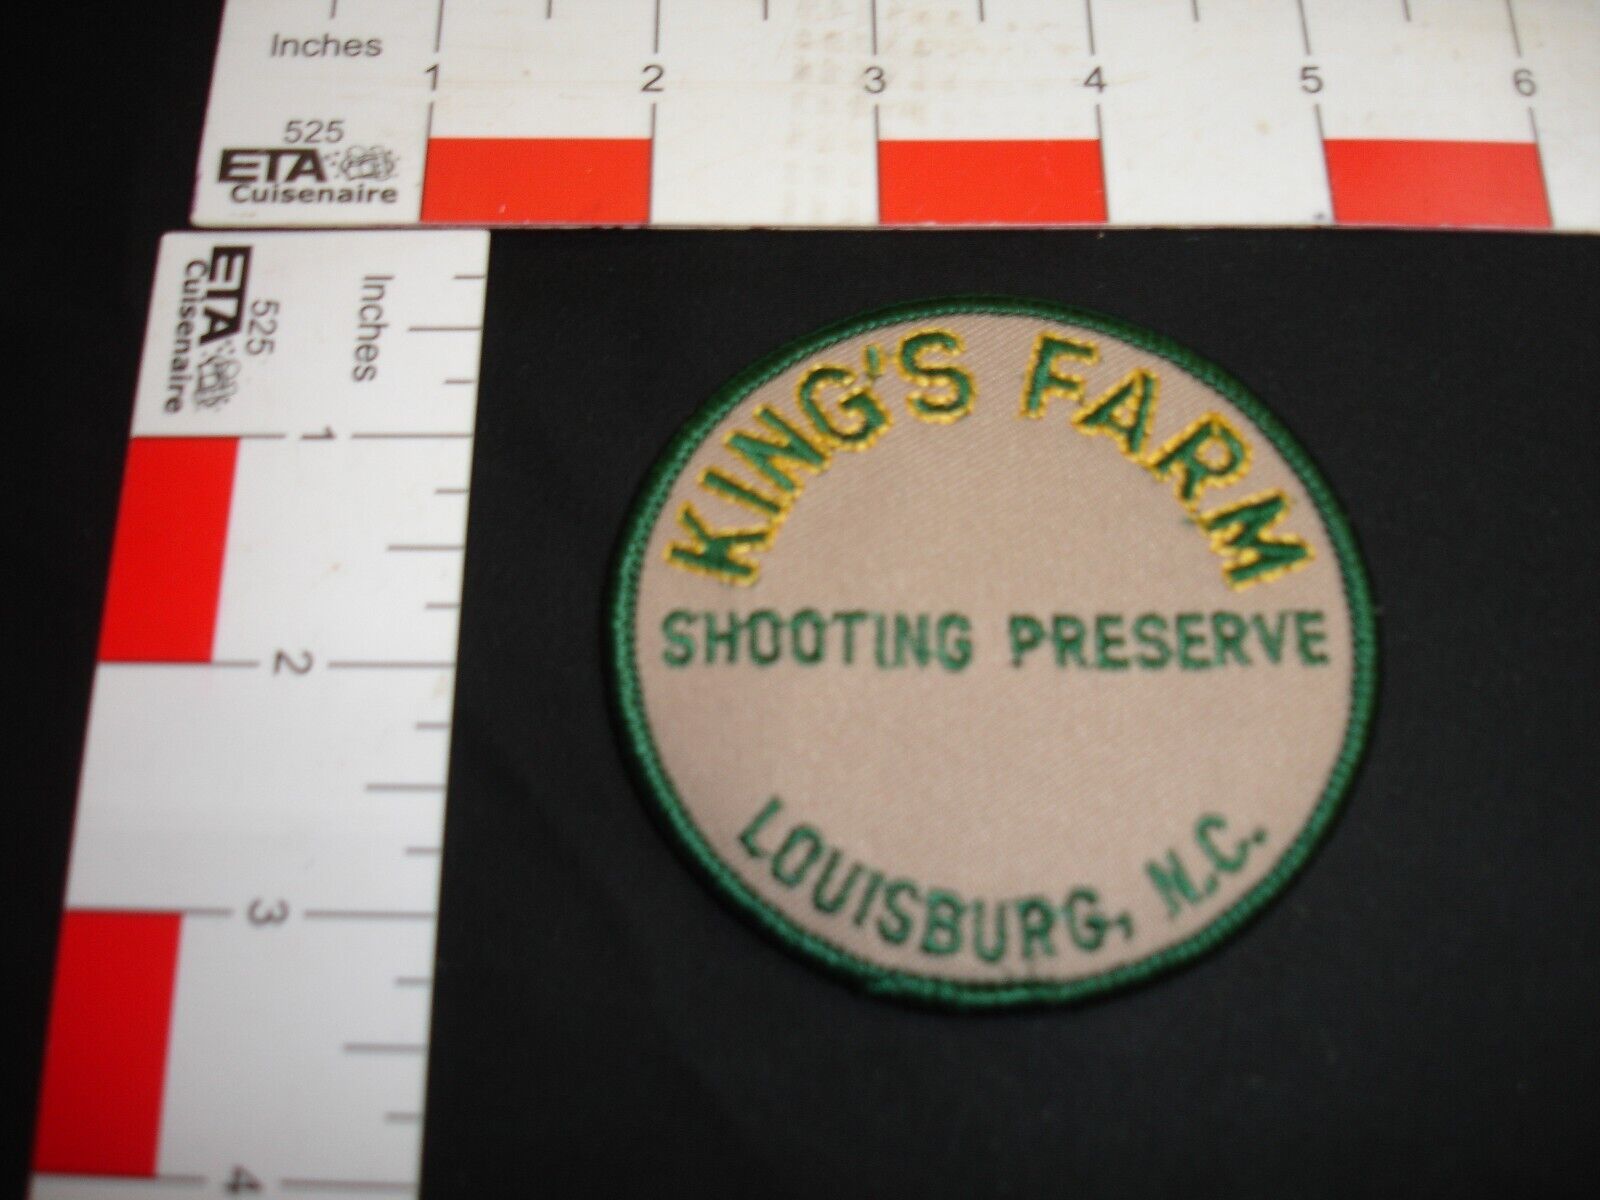 Inches
1 2 3 4 5 6
525
ETA
Cuisenaire
ETA
Cuisenaire
525
Inches
1
2
3
4
KING'S FARM
SHOOTING PRESERVE
LOUISBURG, N.C.